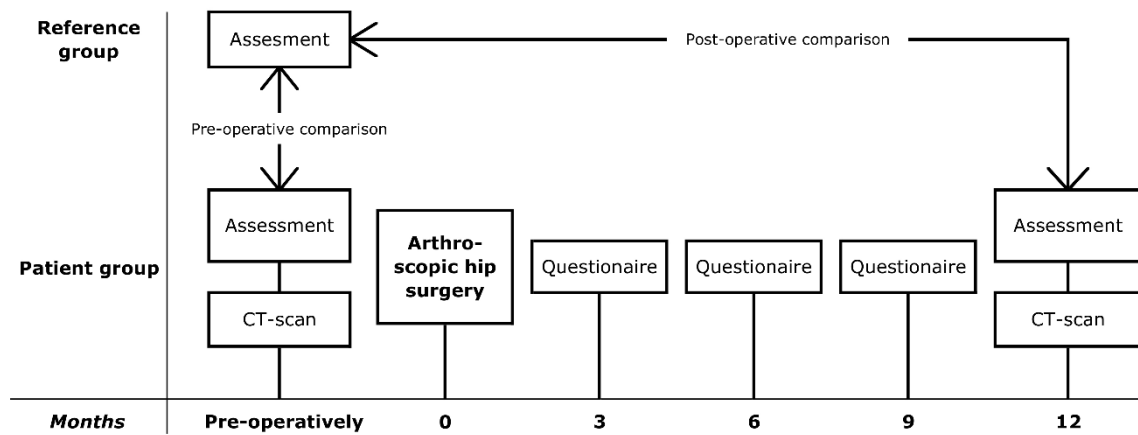 Reference
group
Assesment
Post-operative comparison
Pre-operative comparison
Patient group
Assessment
CT-scan
Arthro-
scopic hip
surgery
Questionaire
Questionaire
Questionaire
Assessment
CT-scan
Months
Pre-operatively
0
3
6
9
12